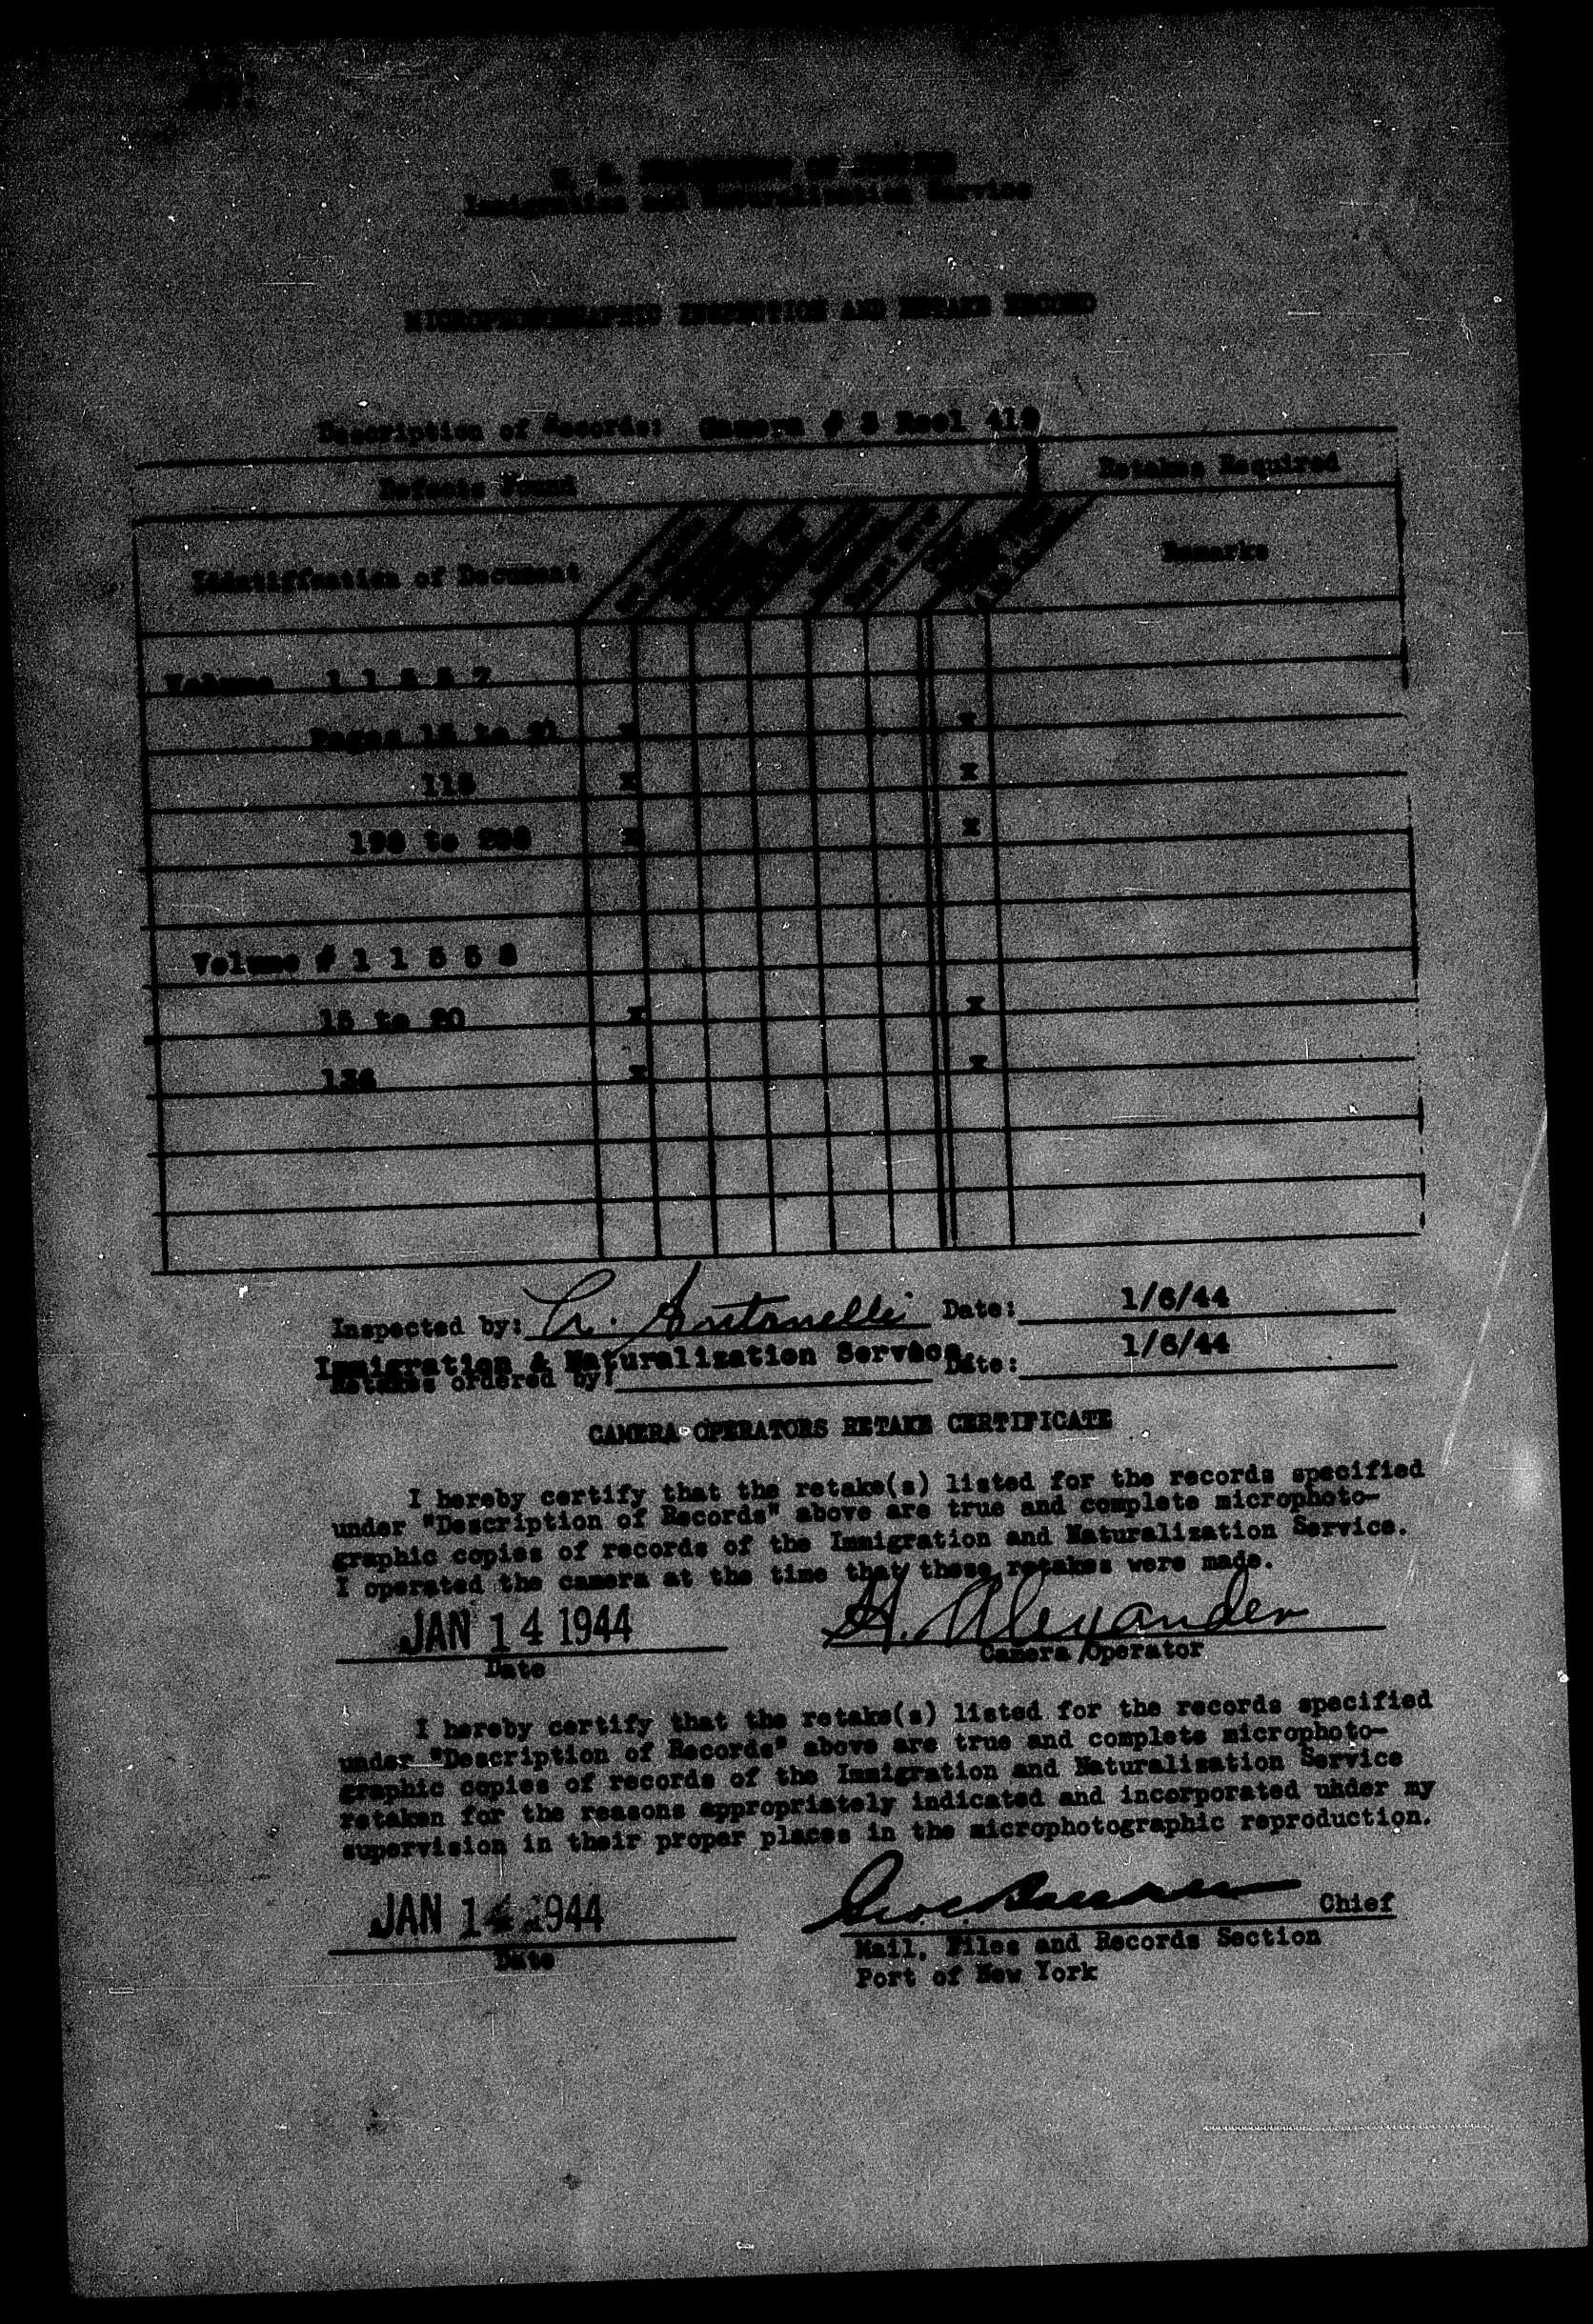 U. S. DEPARTMENT OF JUSTICE
Immigration and Naturalization Service
MICROPHOTOGRAPHIC INSPECTION AND RETAKE RECORD
Description of Records: Camera # 3 Reel 419
Defects Found Retakes Required
Identification of Document Remarks
Volume 1 1 5 5 7
Pages 15 to x x
x x
to x x
Volume # 1 1 5 5 8
15 to 20 x x
x x
Inspected by: A. Antonelli Date: 1/6/44
Immigration & Naturalization Service 1/6/44
Retakes ordered by: Date:
CAMERA OPERATORS RETAKE CERTIFICATE
I hereby certify that the retake(s) listed for the records specified
under "Description of Records" above are true and complete microphoto-
graphic copies of records of the Immigration and Naturalization Service.
I operated the camera at the time that these retakes were made.
JAN 14 1944 H. Alexander
Date Camera Operator
I hereby certify that the retake(s) listed for the records specified
under "Description of Records" above are true and complete microphoto-
graphic copies of records of the Immigration and Naturalization Service
retaken for the reasons appropriately indicated and incorporated under my
supervision in their proper places in the microphotographic reproduction.
JAN 14 1944 Chief
Date Mail, Files and Records Section
Port of New York